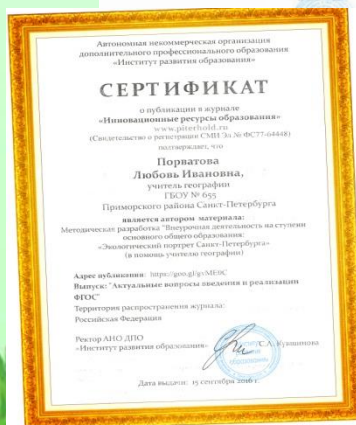 Автономная некоммерческая организация
дополнительного профессионального образования
«Институт развития образования»
СЕРТИФИКАТ
о публикации в журнале
«Инновационные ресурсы образования»
www.piterhold.ru
(Свидетельство о регистрации СМИ Эл № ФС77-64448)
подтверждает, что
Порватова
Любовь Ивановна,
учитель географии
ГБОУ № 655
Приморского района Санкт-Петербурга
является автором материала:
Методическая разработка "Внеурочная деятельность на ступени
основного общего образования:
«Экологический портрет Санкт-Петербурга»
(в помощь учителю географии)
Адрес публикации: https://goo.gl/gvME0C
Выпуск: "Актуальные вопросы введения и реализации
ФГОС"
Территория распространения журнала:
Российская Федерация
Ректор АНО ДПО
«Институт развития образования»
С.А.
Дата выдачи: 15 сентября 2016 г.